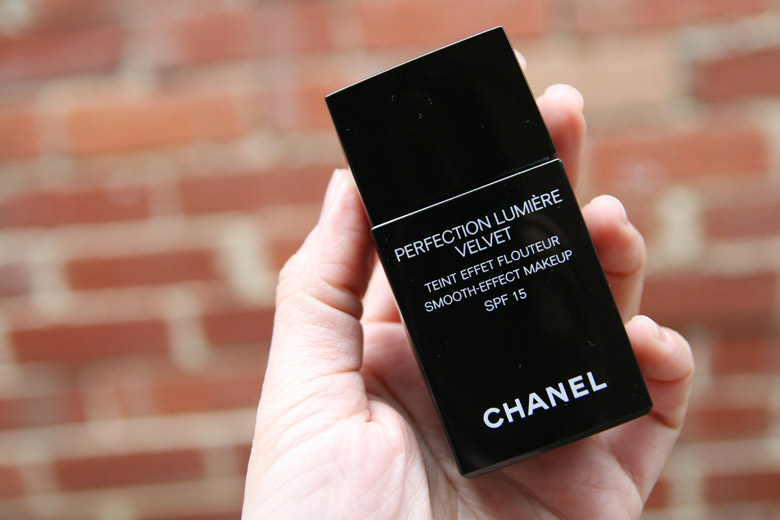 PERFECTION LUMIÈRE
VELVET
TEINT EFFET FLOUTEUR
SMOOTH-EFFECT MAKEUP
SPF 15
CHANEL